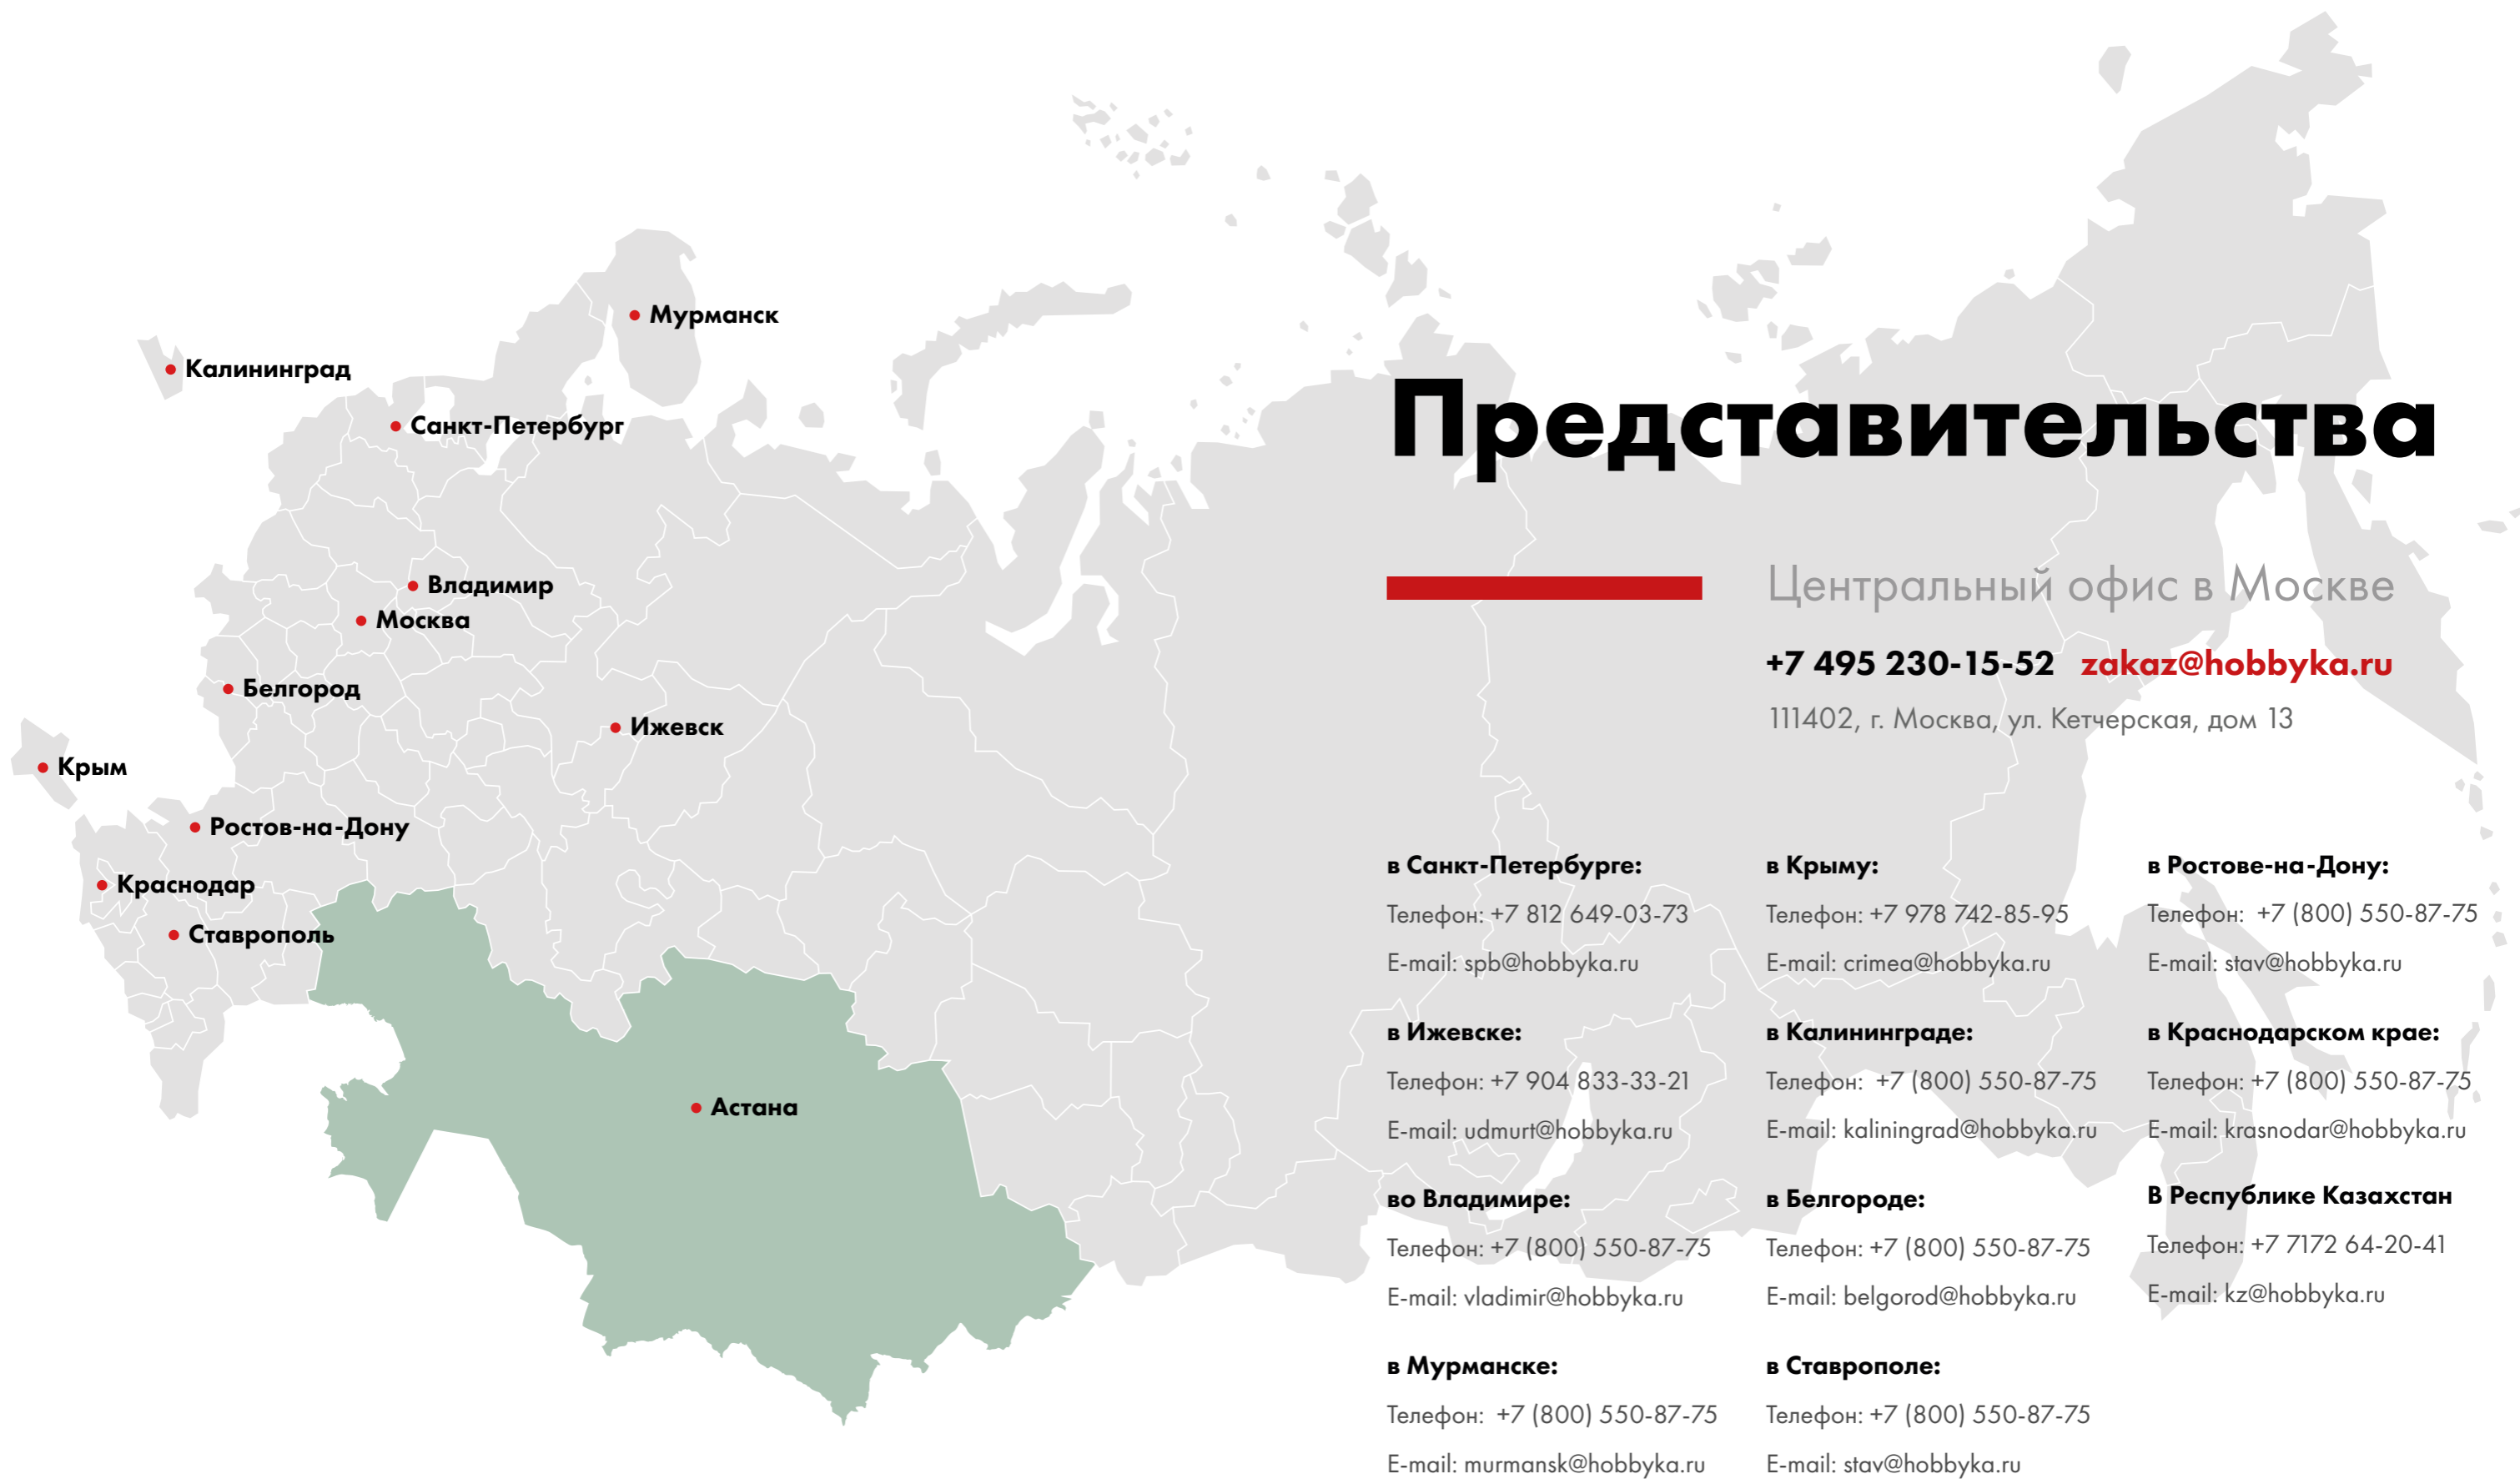 Мурманск
Калининград
Санкт-Петербург
Владимир
Москва
Белгород
Ижевск
Крым
Ростов-на-Дону
Краснодар
Ставрополь
Астана
Представительства
Центральный офис в Москве
+7 495 230-15-52 zakaz@hobbyka.ru
111402, г. Москва, ул. Кетчерская, дом 13
в Санкт-Петербурге:
Телефон: +7 812 649-03-73
E-mail: spb@hobbyka.ru
в Крыму:
Телефон: +7 978 742-85-95
E-mail: crimea@hobbyka.ru
в Ростове-на-Дону:
Телефон: +7 (800) 550-87-75
E-mail: stav@hobbyka.ru
в Ижевске:
Телефон: +7 904 833-33-21
E-mail: udmurt@hobbyka.ru
в Калининграде:
Телефон: +7 (800) 550-87-75
E-mail: kaliningrad@hobbyka.ru
в Краснодарском крае:
Телефон: +7 (800) 550-87-75
E-mail: krasnodar@hobbyka.ru
во Владимире:
Телефон: +7 (800) 550-87-75
E-mail: vladimir@hobbyka.ru
в Белгороде:
Телефон: +7 (800) 550-87-75
E-mail: belgorod@hobbyka.ru
В Республике Казахстан
Телефон: +7 7172 64-20-41
E-mail: kz@hobbyka.ru
в Мурманске:
Телефон: +7 (800) 550-87-75
E-mail: murmansk@hobbyka.ru
в Ставрополе:
Телефон: +7 (800) 550-87-75
E-mail: stav@hobbyka.ru